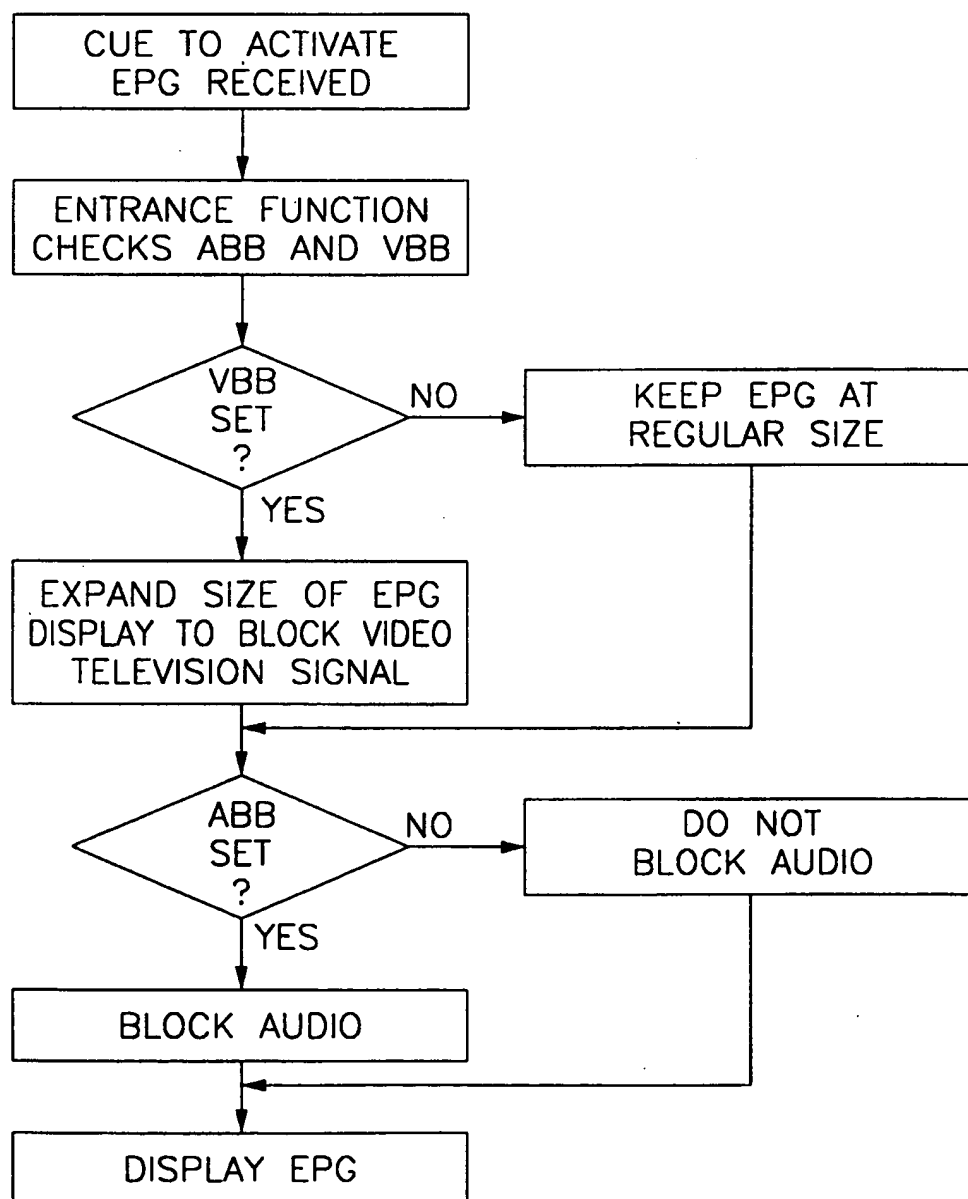 CUE TO ACTIVATE
EPG RECEIVED
ENTRANCE FUNCTION
CHECKS ABB AND VBB
VBB
SET
?
NO
KEEP EPG AT
REGULAR SIZE
YES
EXPAND SIZE OF EPG
DISPLAY TO BLOCK VIDEO
TELEVISION SIGNAL
ABB
SET
?
NO
DO NOT
BLOCK AUDIO
YES
BLOCK AUDIO
DISPLAY EPG